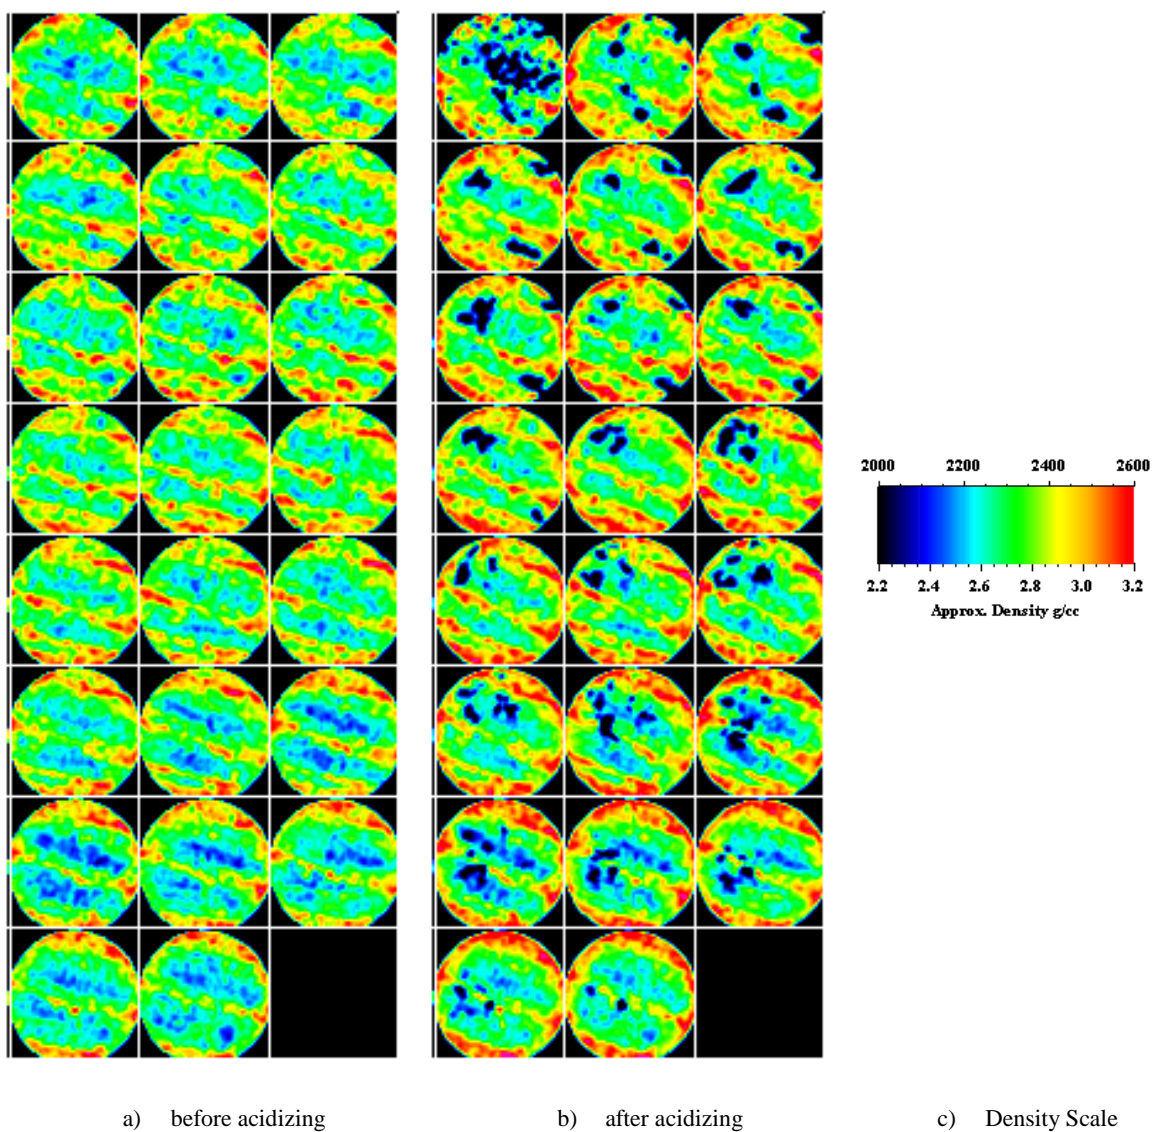 2000 2200 2400 2600
2.2 2.4 2.6 2.8 3.0 3.2
Approx. Density g/cc
a) before acidizing b) after acidizing c) Density Scale